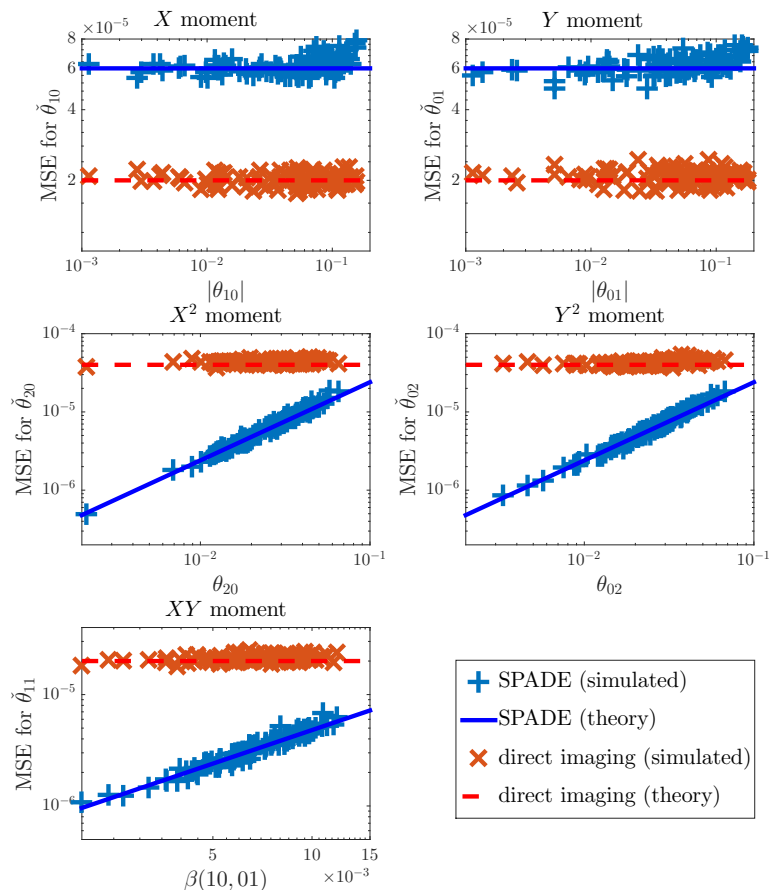 X moment
×10⁻⁵
8
6
4
2
MSE for θ̌₁₀
10⁻³ 10⁻² 10⁻¹
|θ₁₀|
Y moment
×10⁻⁵
8
6
4
2
MSE for θ̌₀₁
10⁻³ 10⁻² 10⁻¹
|θ₀₁|
X² moment
10⁻⁴
10⁻⁵
10⁻⁶
MSE for θ̌₂₀
10⁻² 10⁻¹
θ₂₀
Y² moment
10⁻⁴
10⁻⁵
10⁻⁶
MSE for θ̌₀₂
10⁻² 10⁻¹
θ₀₂
XY moment
10⁻⁵
10⁻⁶
MSE for θ̌₁₁
5 10 15
×10⁻³
β(10, 01)
SPADE (simulated)
SPADE (theory)
direct imaging (simulated)
direct imaging (theory)